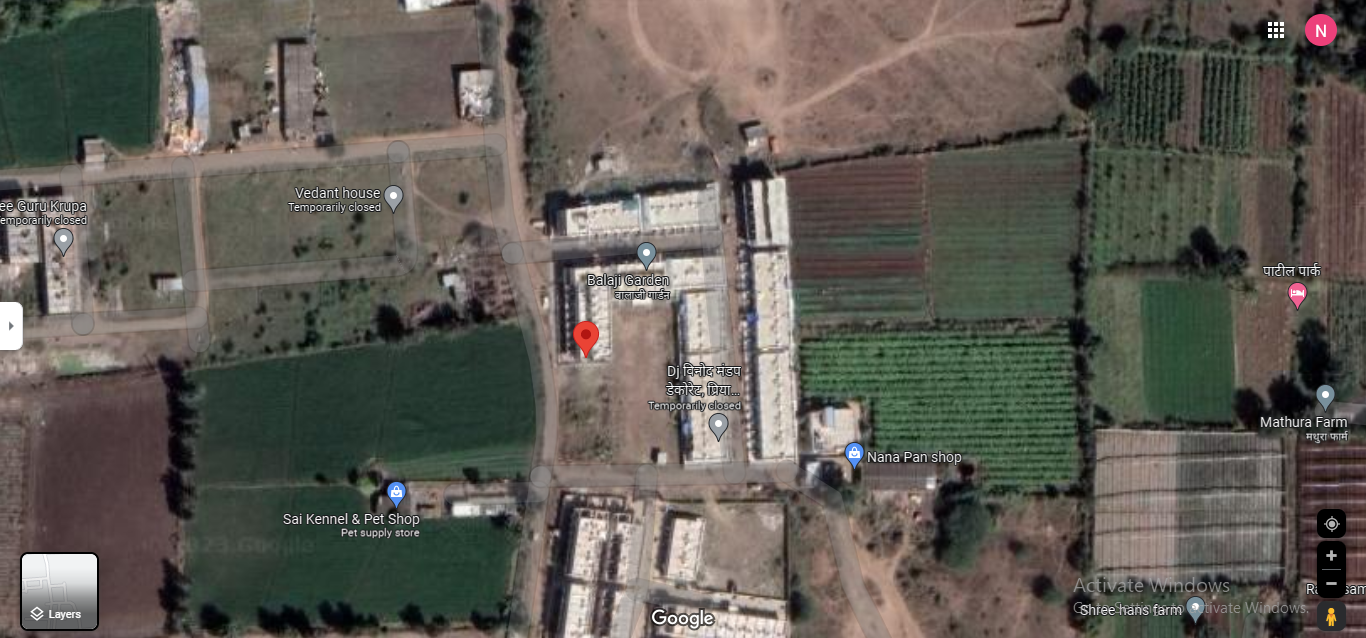 N
Vedant house
Temporarily closed
ee Guru Krupa
emporarily closed
Balaji Garden
बालाजी गार्डन
पाटील पार्क
Dj विनोद मंडप
डेकोरेट, प्रिया...
Temporarily closed
Mathura Farm
मथुरा फार्म
Nana Pan shop
Sai Kennel & Pet Shop
Pet supply store
Layers
Google
Activate Windows
Shree hans farm